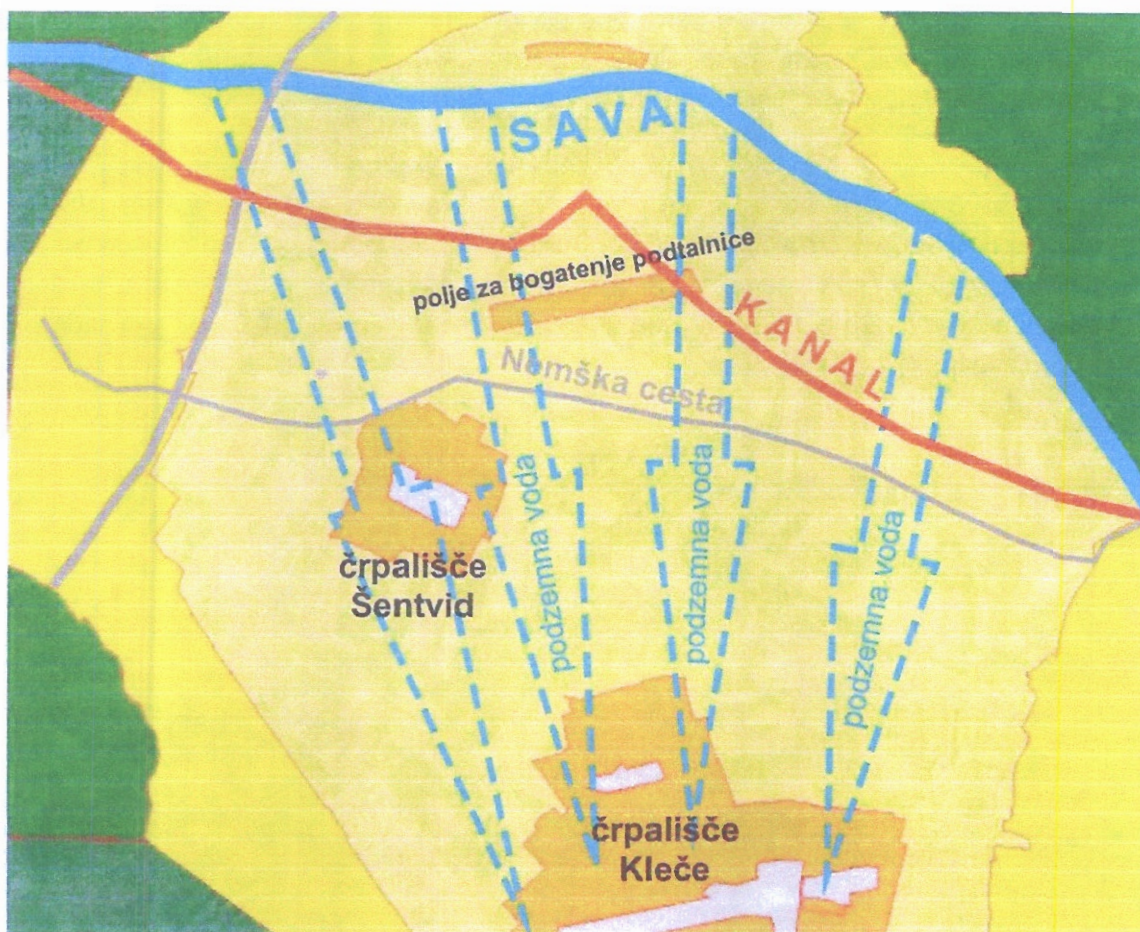 SAVA
polje za bogatenje podtalnice
KANAL
Nemška cesta
podzemna voda
podzemna voda
podzemna voda
črpališče
Šentvid
črpališče
Kleče